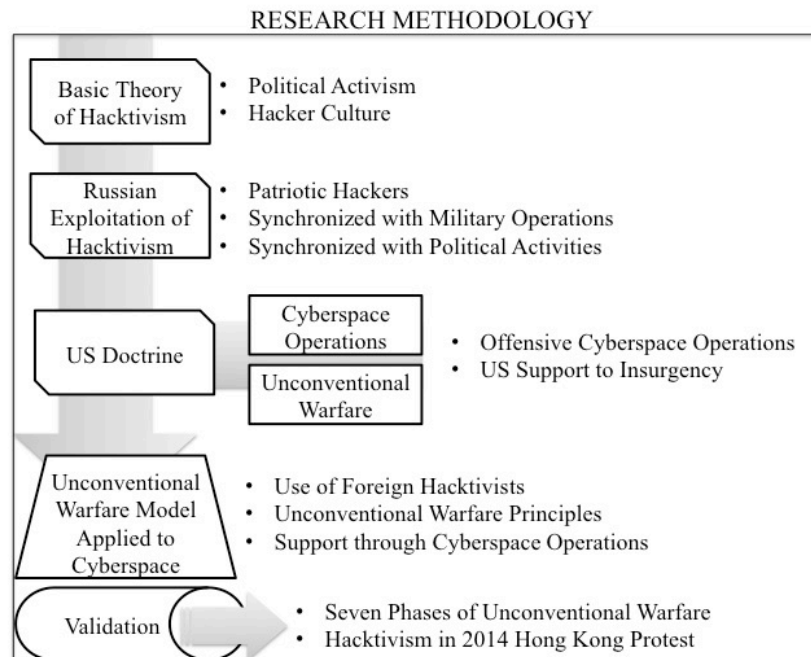 RESEARCH METHODOLOGY
Basic Theory
of Hacktivism
• Political Activism
• Hacker Culture
Russian
Exploitation of
Hacktivism
• Patriotic Hackers
• Synchronized with Military Operations
• Synchronized with Political Activities
US Doctrine
Cyberspace
Operations
Unconventional
Warfare
• Offensive Cyberspace Operations
• US Support to Insurgency
Unconventional
Warfare Model
Applied to
Cyberspace
• Use of Foreign Hacktivists
• Unconventional Warfare Principles
• Support through Cyberspace Operations
Validation
• Seven Phases of Unconventional Warfare
• Hacktivism in 2014 Hong Kong Protest